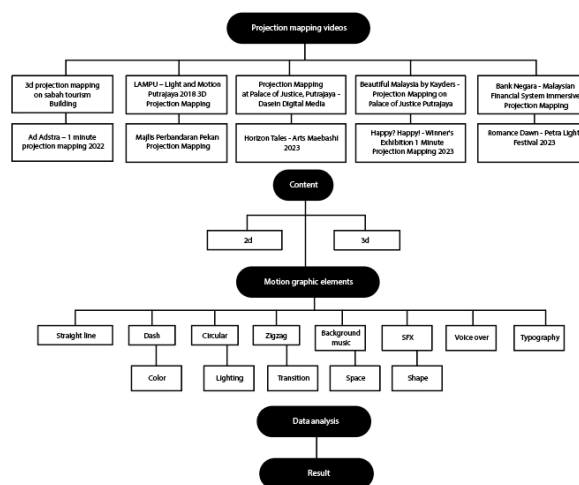 Projection mapping videos
3d projection mapping
on sabah tourism
Building
LAMPU – Light and Motion
Putrajaya 2018 3D
Projection Mapping
Projection Mapping
at Palace of Justice, Putrajaya -
Dasein Digital Media
Beautiful Malaysia by Kayders -
Projection Mapping on
Palace of Justice Putrajaya
Bank Negara - Malaysian
Financial System Immersive
Projection Mapping
Ad Adstra – 1 minute
projection mapping 2022
Majlis Perbandaran Pekan
Projection Mapping
Horizon Tales - Arts Maebashi
2023
Happy? Happy! - Winner's
Exhibition 1 Minute
Projection Mapping 2023
Romance Dawn - Petra Light
Festival 2023
Content
2d
3d
Motion graphic elements
Straight line
Dash
Circular
Zigzag
Background
music
SFX
Voice over
Typography
Color
Lighting
Transition
Space
Shape
Data analysis
Result